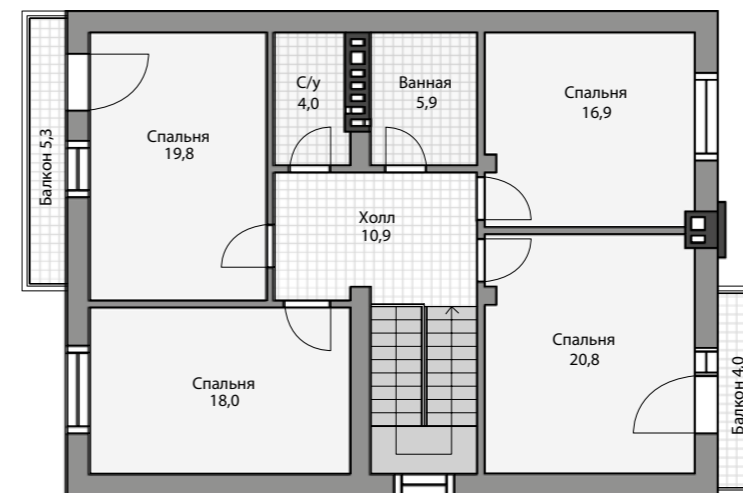 Балкон 5,3
Спальня
19,8
С/у
4,0
Ванная
5,9
Спальня
16,9
Холл
10,9
Спальня
18,0
Спальня
20,8
Балкон 4,0